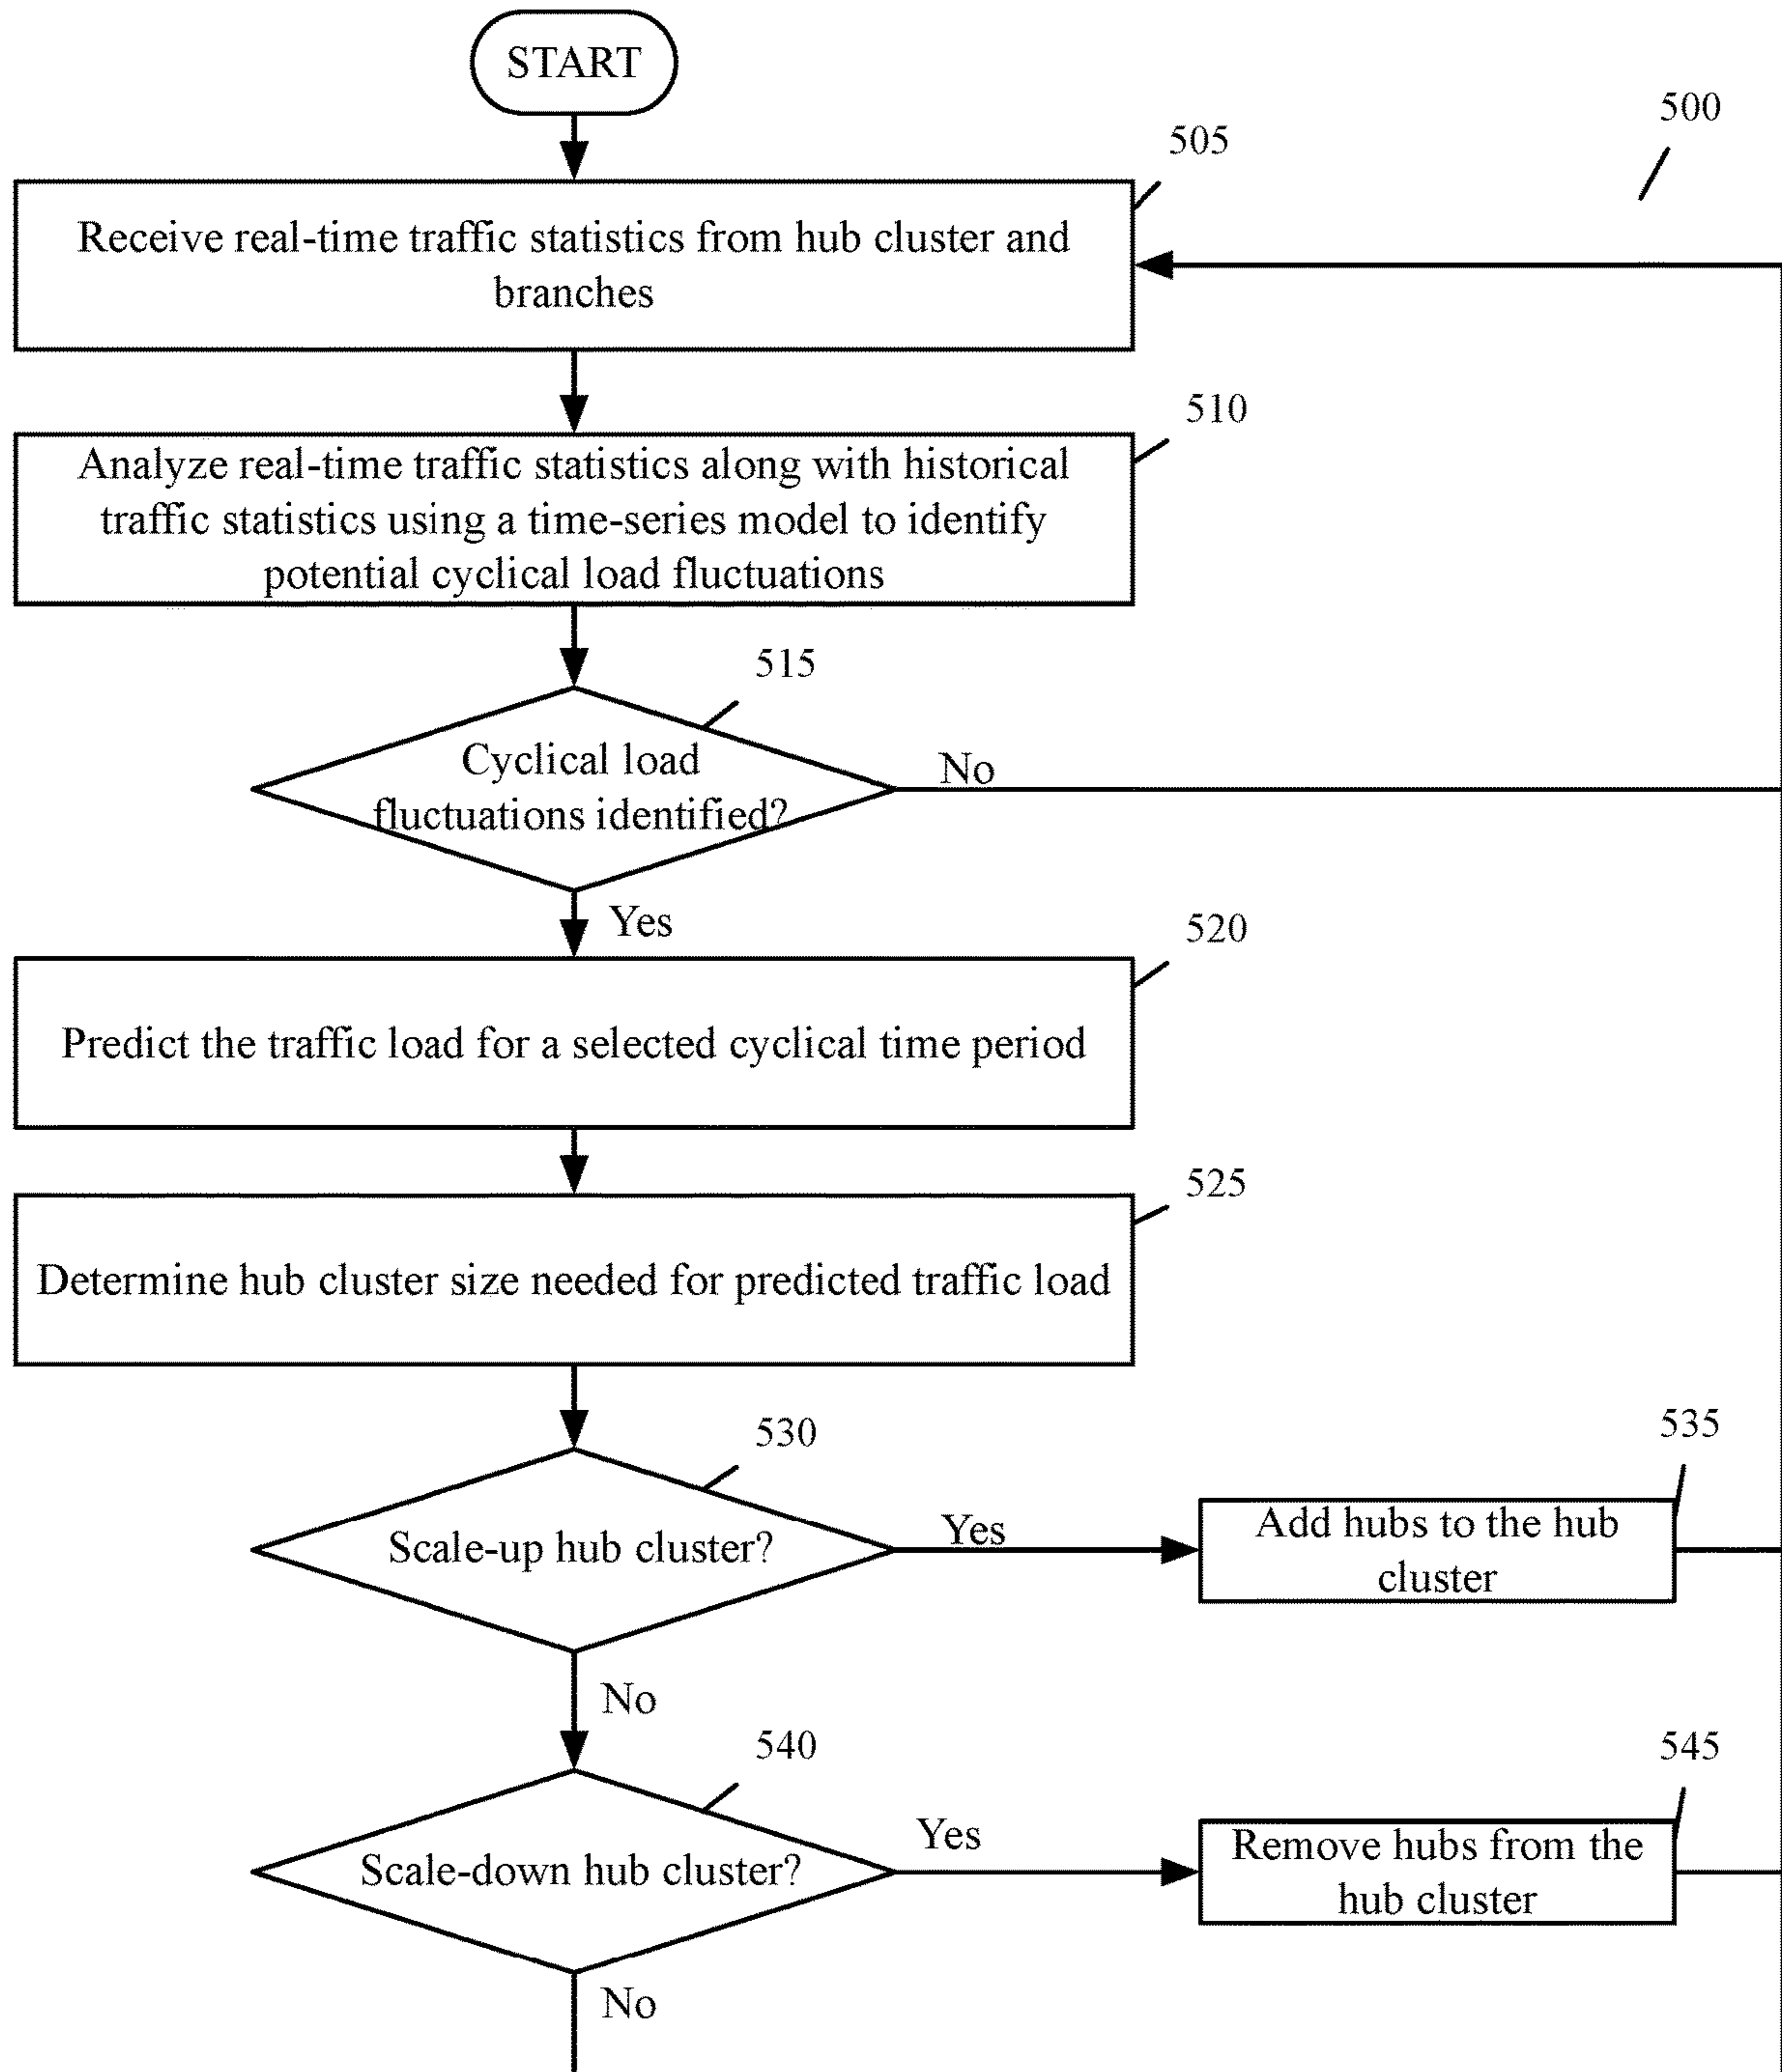 START
500
505
Receive real-time traffic statistics from hub cluster and
branches
510
Analyze real-time traffic statistics along with historical
traffic statistics using a time-series model to identify
potential cyclical load fluctuations
515
Cyclical load
fluctuations identified?
No
Yes
520
Predict the traffic load for a selected cyclical time period
525
Determine hub cluster size needed for predicted traffic load
530
Scale-up hub cluster?
Yes
535
Add hubs to the hub
cluster
No
540
Scale-down hub cluster?
Yes
545
Remove hubs from the
hub cluster
No